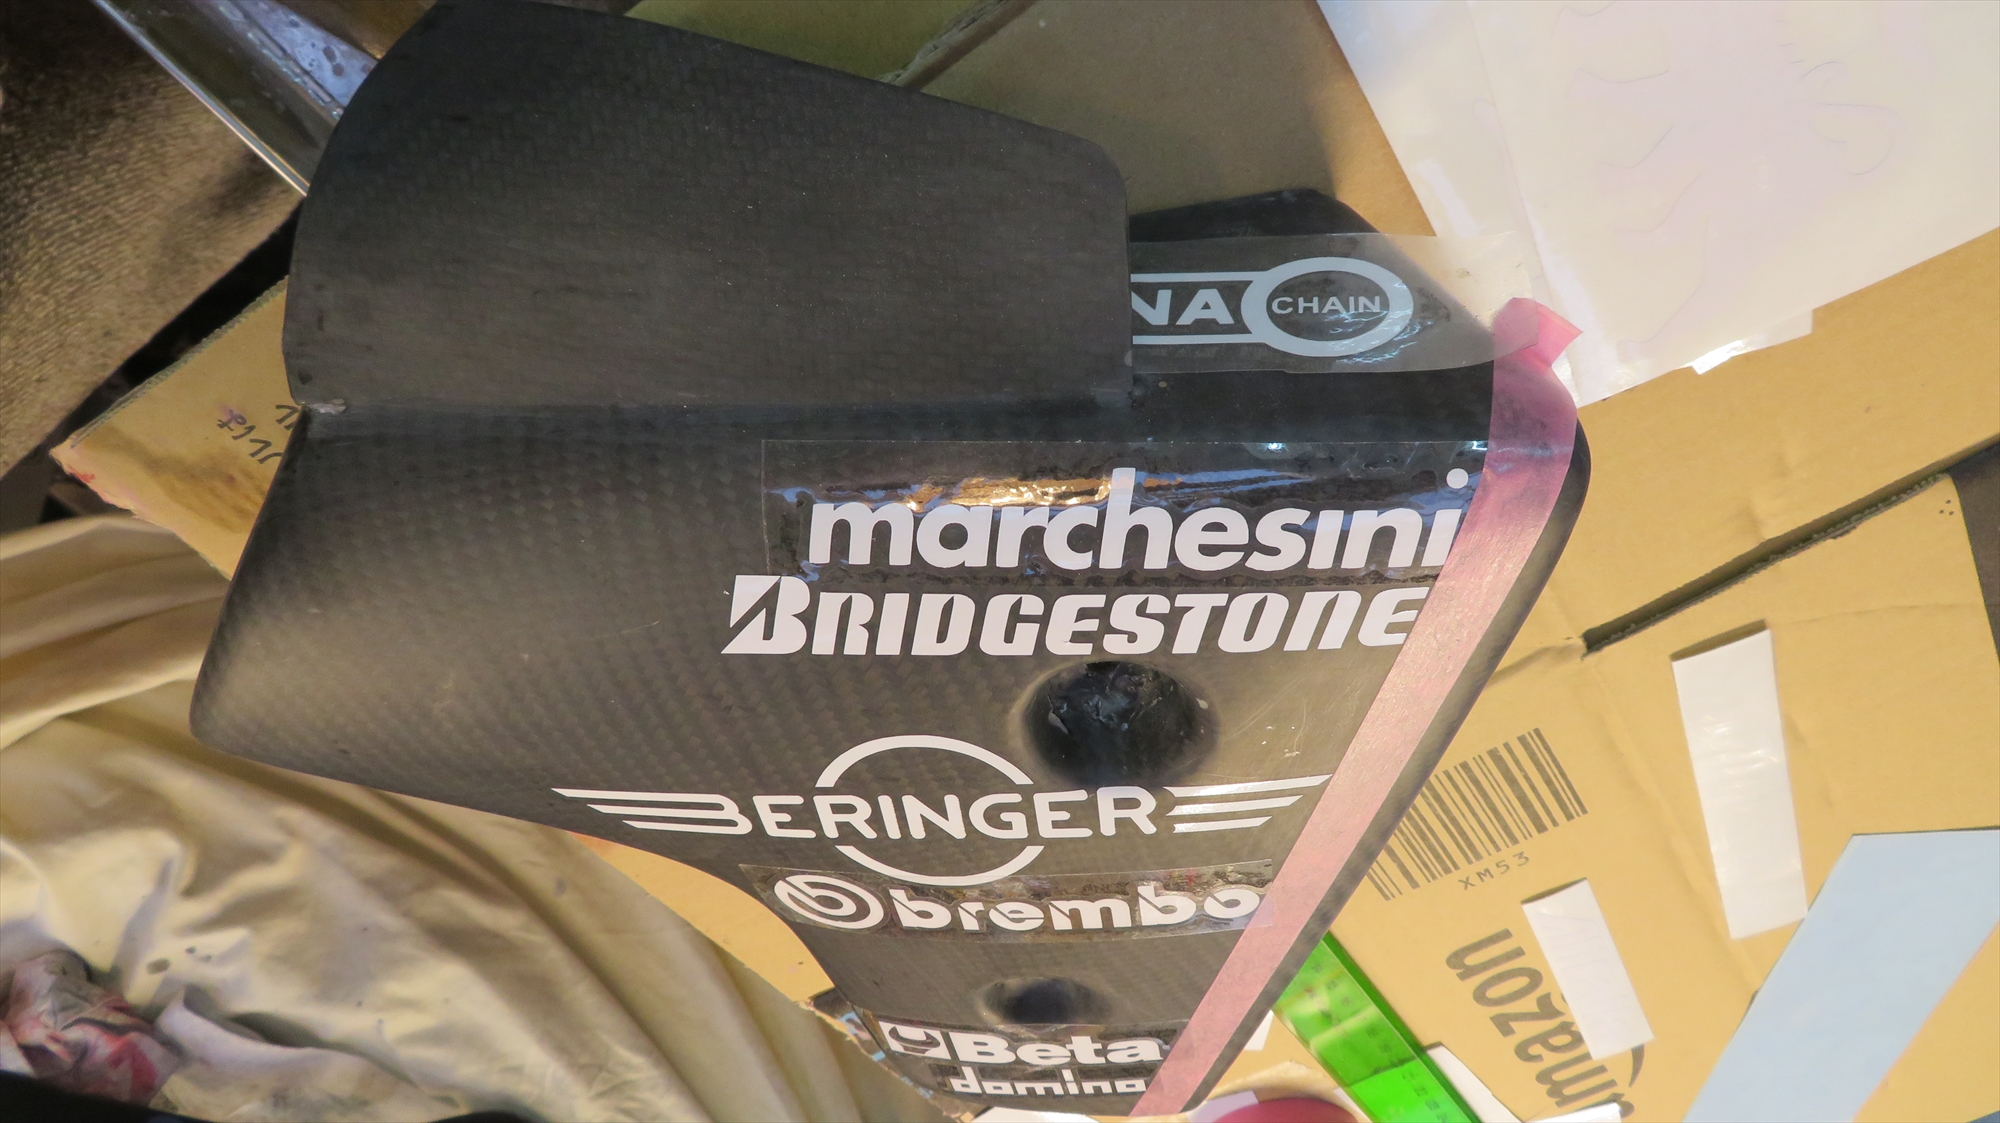 NA CHAIN
marchesini
BRIDGESTONE
BERINGER
brembo
Beta
domino
XM53
amazon